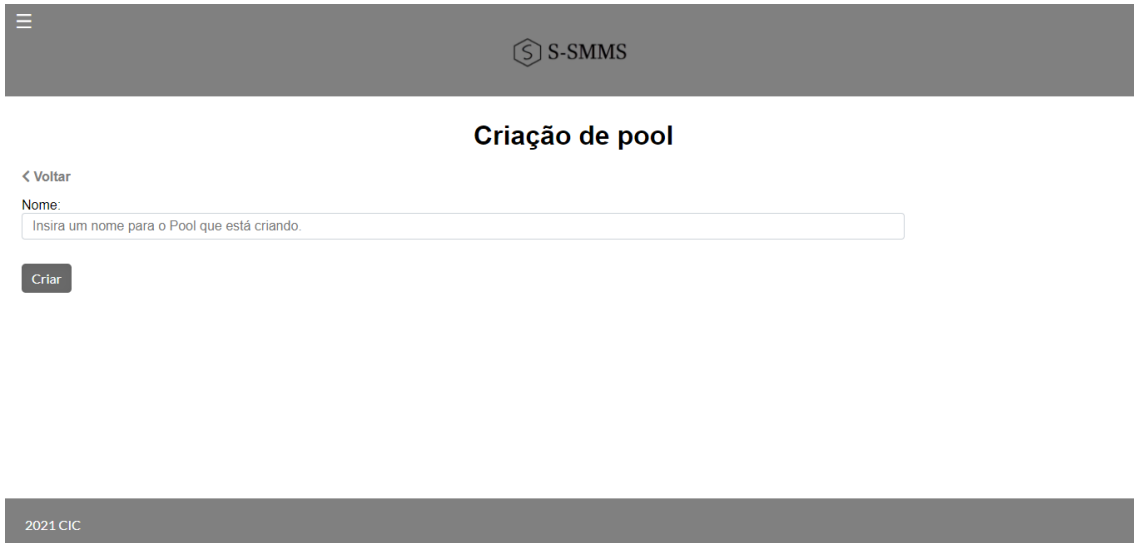 S-SMMS
Criação de pool
Voltar
Nome:
Insira um nome para o Pool que está criando.
Criar
2021 CIC